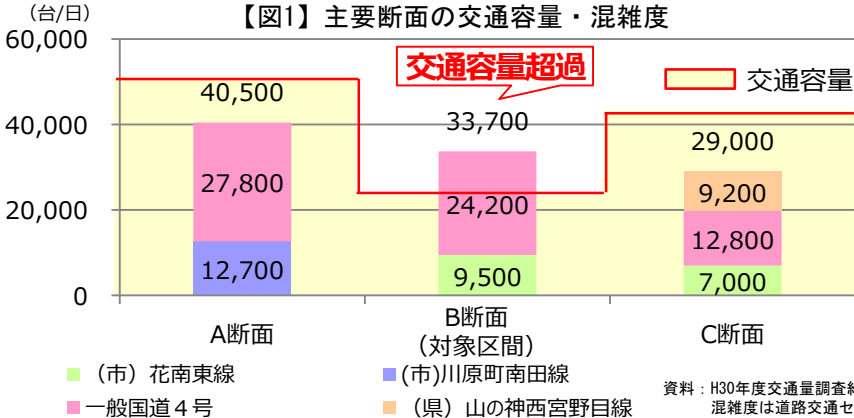 (台/日)
【図1】主要断面の交通容量・混雑度
60,000
40,000
20,000
0
交通容量超過
交通容量
40,500
27,800
12,700
33,700
24,200
9,500
29,000
9,200
12,800
7,000
A断面
B断面
(対象区間)
C断面
(市)花南東線
(市)川原町南田線
一般国道4号
(県)山の神西宮野目線
資料:H30年度交通量調査結
混雑度は道路交通セ